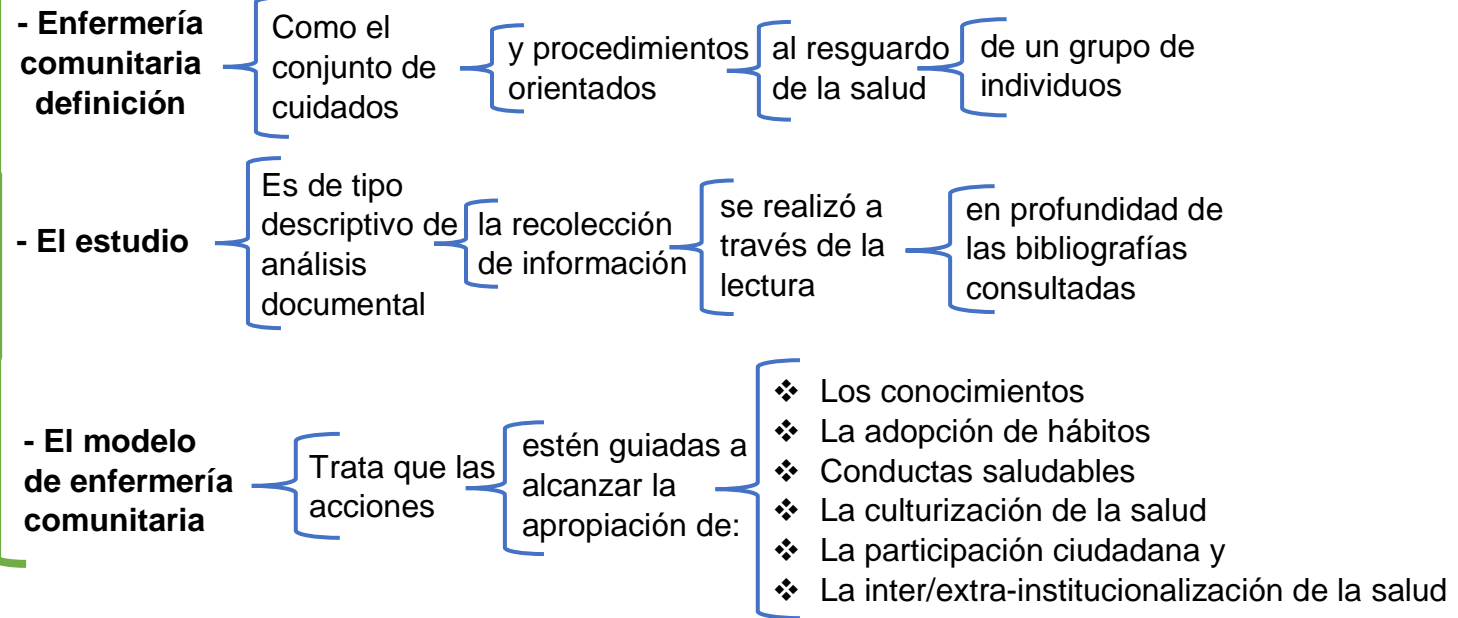 - Enfermería
comunitaria
definición
Como el
conjunto de
cuidados
y procedimientos
orientados
al resguardo
de la salud
de un grupo de
individuos
- El estudio
Es de tipo
descriptivo de
análisis
documental
la recolección
de información
se realizó a
través de la
lectura
en profundidad de
las bibliografías
consultadas
- El modelo
de enfermería
comunitaria
Trata que las
acciones
estén guiadas a
alcanzar la
apropiación de:
❖ Los conocimientos
❖ La adopción de hábitos
❖ Conductas saludables
❖ La culturización de la salud
❖ La participación ciudadana y
❖ La inter/extra-institucionalización de la salud